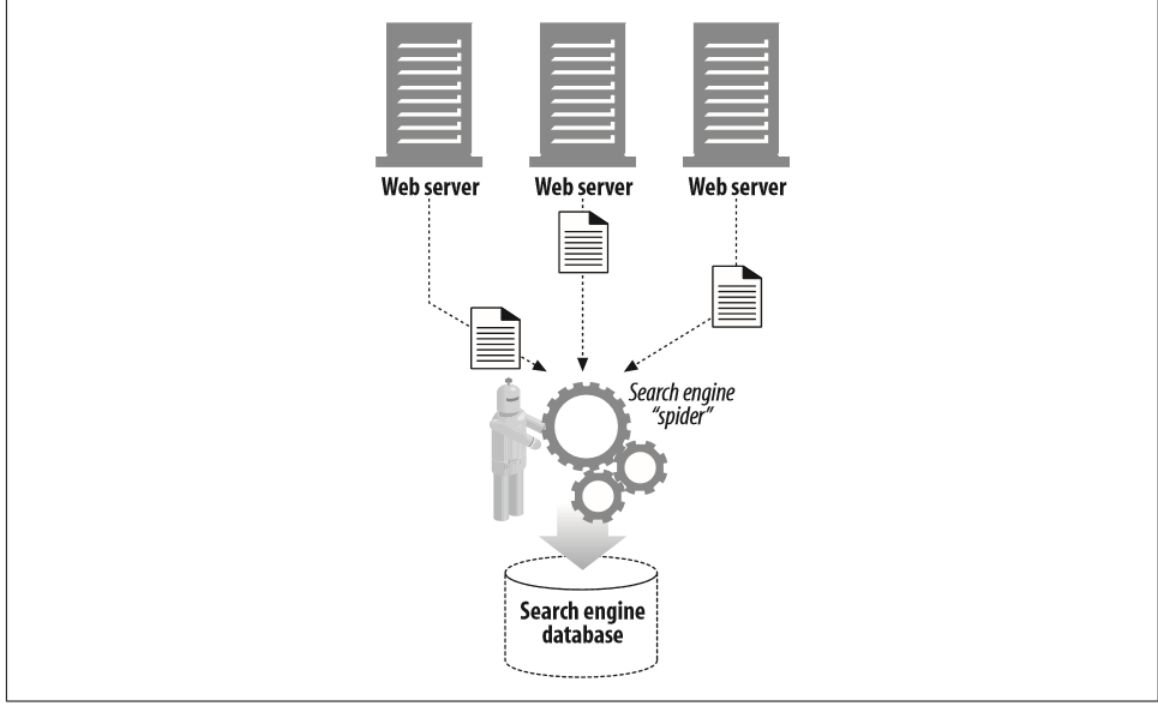 Web server
Web server
Web server
Search engine
“spider”
Search engine
database